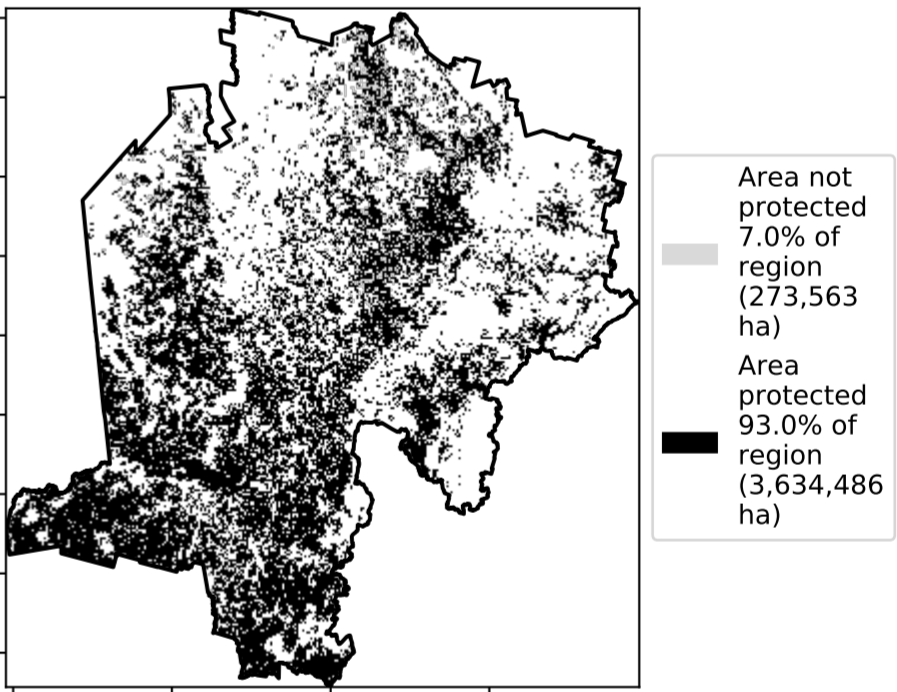 Area not
protected
7.0% of
region
(273,563
ha)
Area
protected
93.0% of
region
(3,634,486
ha)